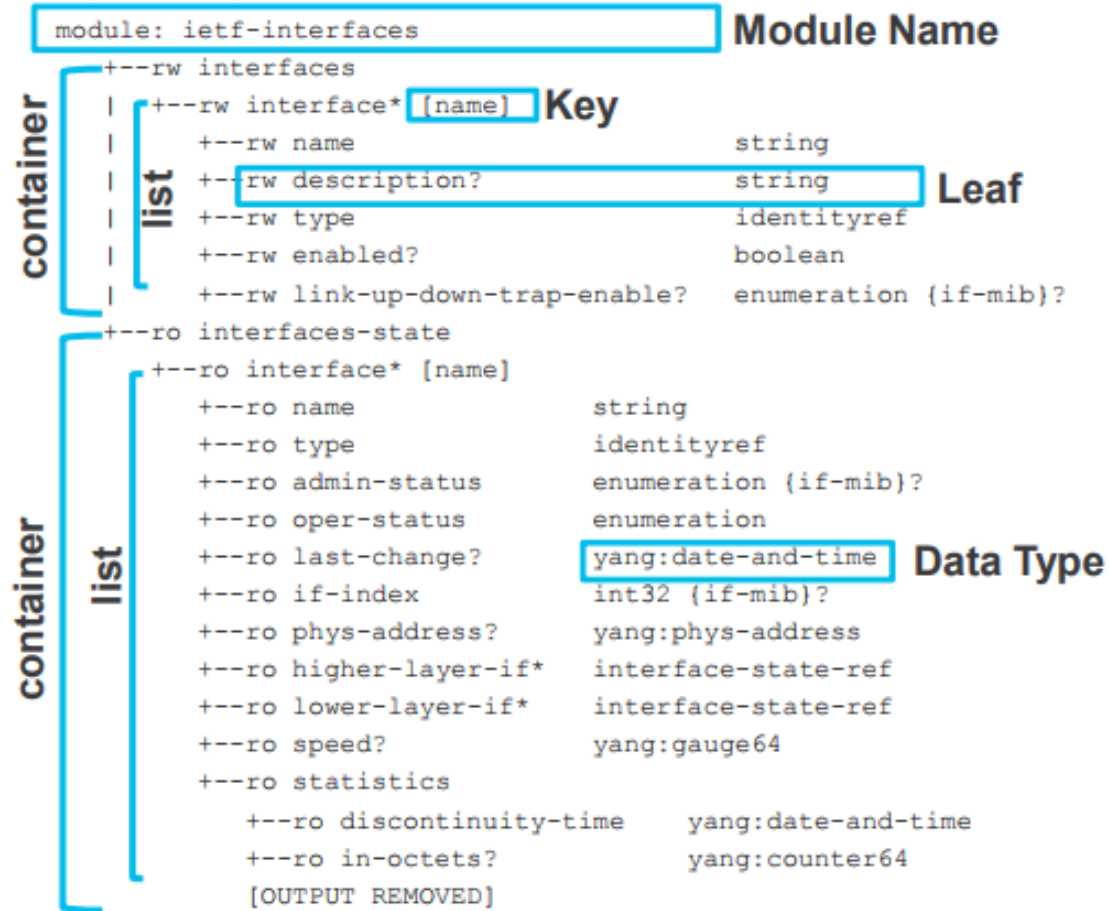 module: ietf-interfaces Module Name
+--rw interfaces
| +--rw interface* [name] Key
| +--rw name string
| +--rw description? string Leaf
| +--rw type identityref
| +--rw enabled? boolean
| +--rw link-up-down-trap-enable? enumeration {if-mib}?
container
list
+--ro interfaces-state
+--ro interface* [name]
+--ro name string
+--ro type identityref
+--ro admin-status enumeration {if-mib}?
+--ro oper-status enumeration
+--ro last-change? yang:date-and-time Data Type
+--ro if-index int32 {if-mib}?
+--ro phys-address? yang:phys-address
+--ro higher-layer-if* interface-state-ref
+--ro lower-layer-if* interface-state-ref
+--ro speed? yang:gauge64
+--ro statistics
+--ro discontinuity-time yang:date-and-time
+--ro in-octets? yang:counter64
[OUTPUT REMOVED]
container
list